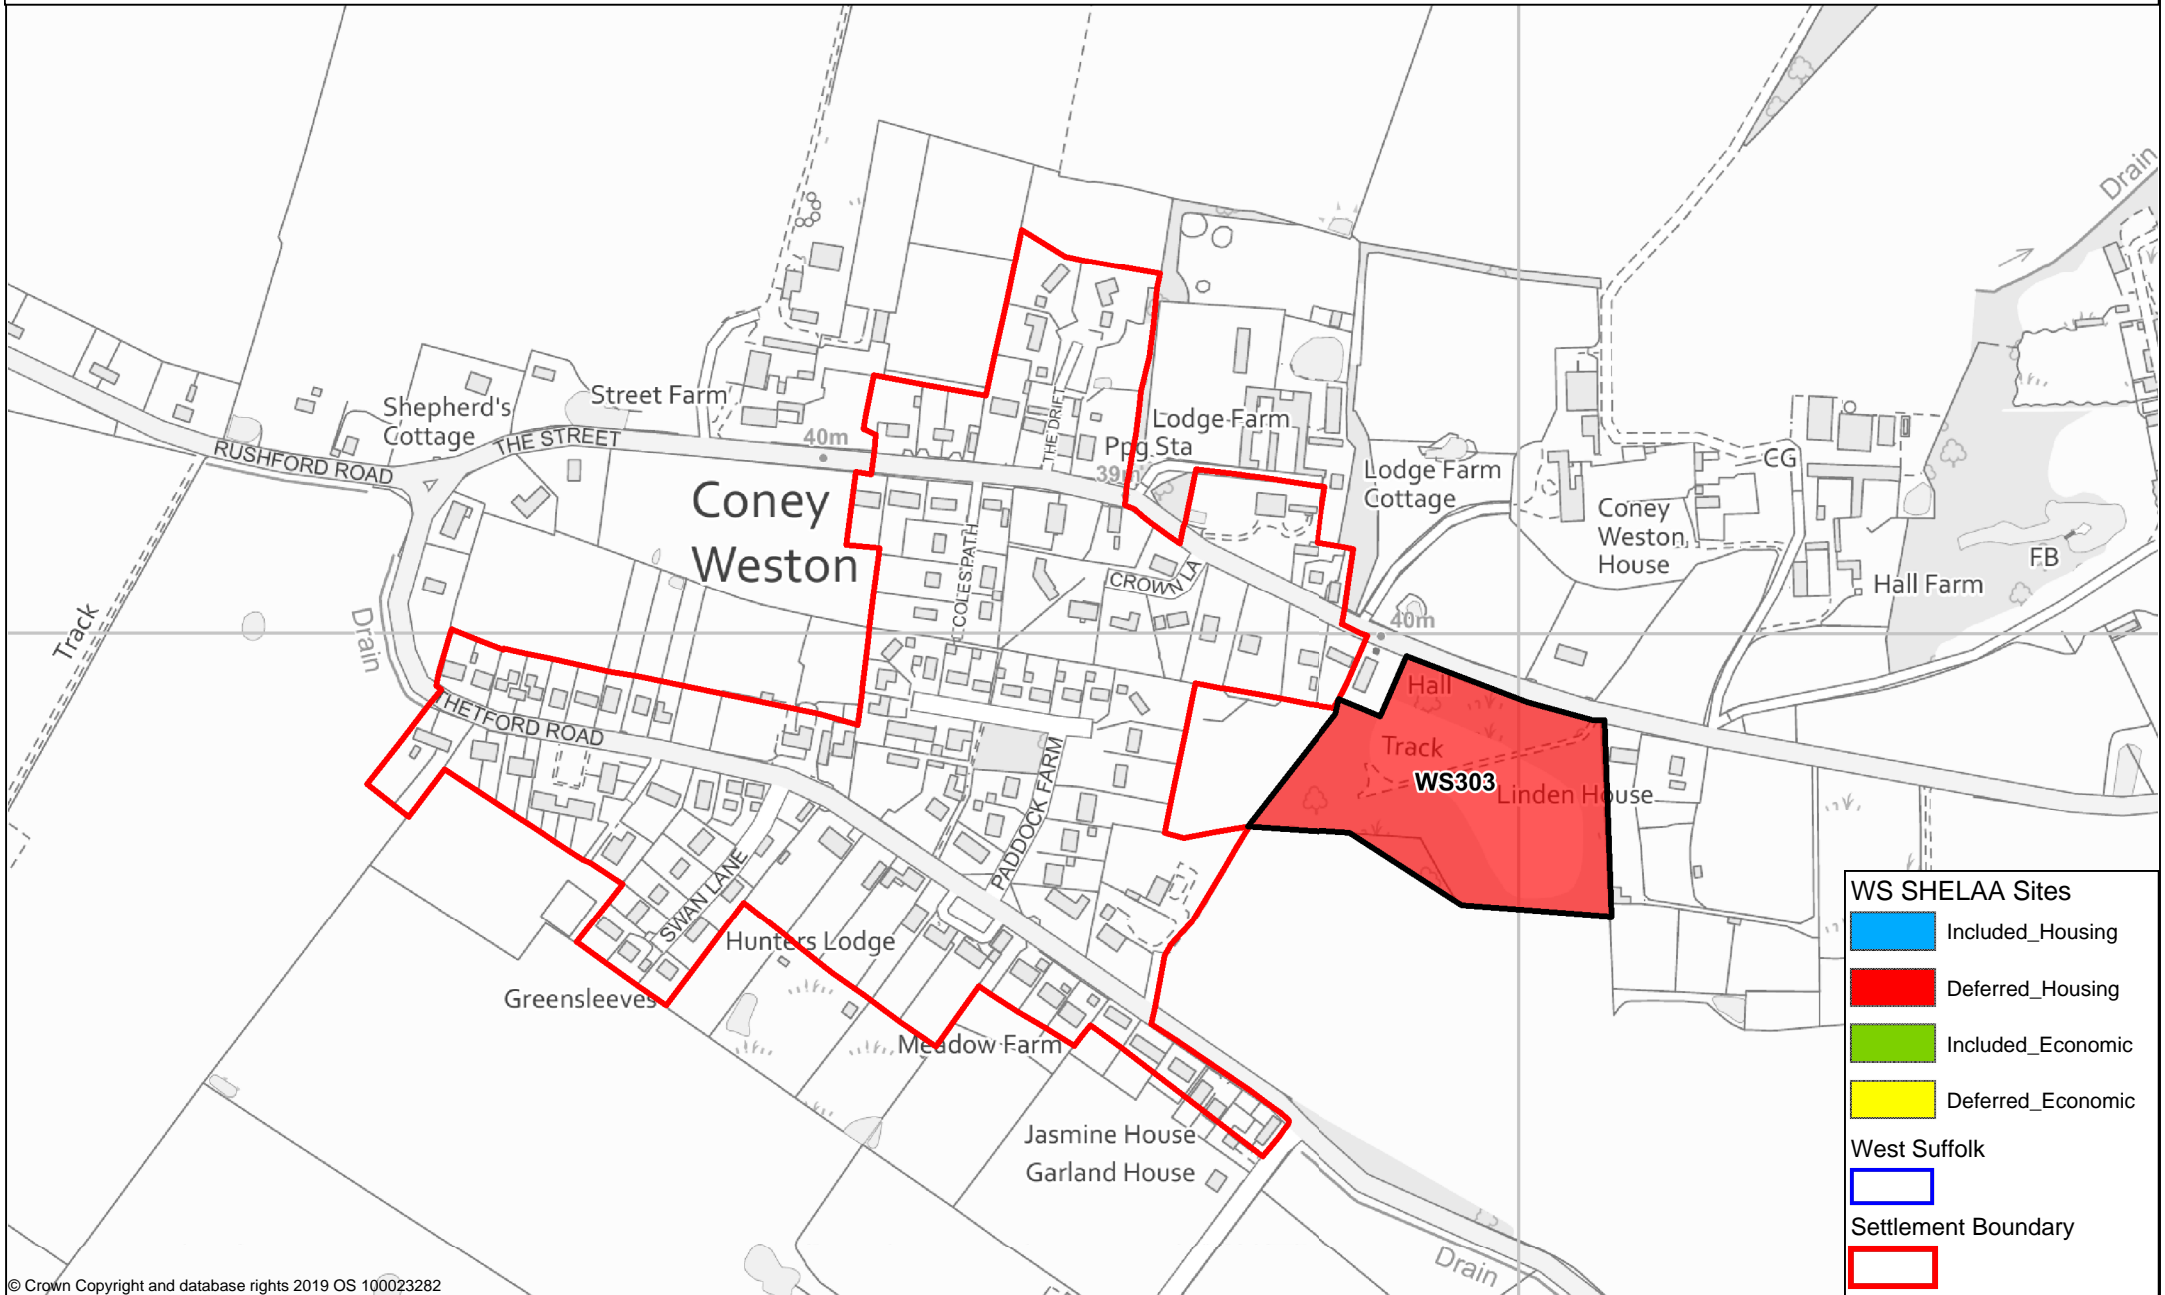 Drain
Shepherd's
Cottage
Street Farm
THE STREET
RUSHFORD ROAD
40m
THE DRIFT
Lodge Farm
Ppg Sta
39m
Lodge Farm
Cottage
CG
Coney
Weston
Coney
Weston
House
FB
Hall Farm
COLES PATH
CROWN LA
Track
Drain
40m
Hall
Track
WS303
Linden House
THETFORD ROAD
PADDOCK FARM
SWAN LANE
Hunters Lodge
Greensleeves
Meadow Farm
Jasmine House
Garland House
Drain
WS SHELAA Sites
Included_Housing
Deferred_Housing
Included_Economic
Deferred_Economic
West Suffolk
Settlement Boundary
© Crown Copyright and database rights 2019 OS 100023282